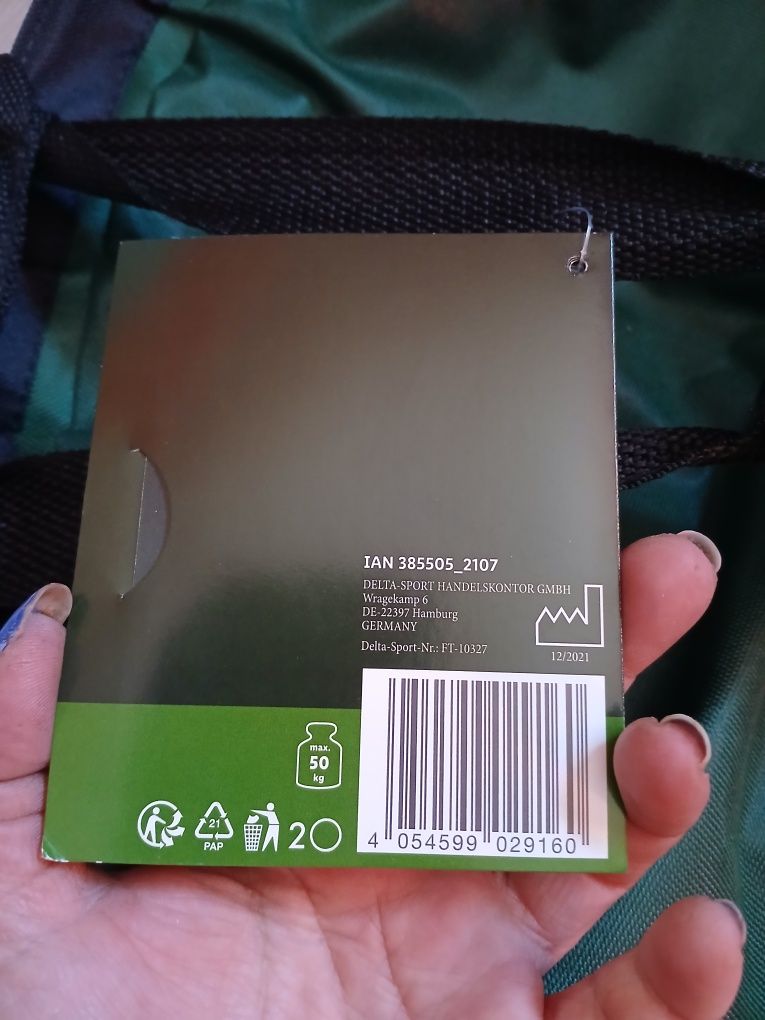 IAN 385505_2107
DELTA-SPORT HANDELSKONTOR GMBH
Wragekamp 6
DE-22397 Hamburg
GERMANY
Delta-Sport-Nr.: FT-10327
12/2021
max.
50
kg
21
PAP
2
4 054599 029160